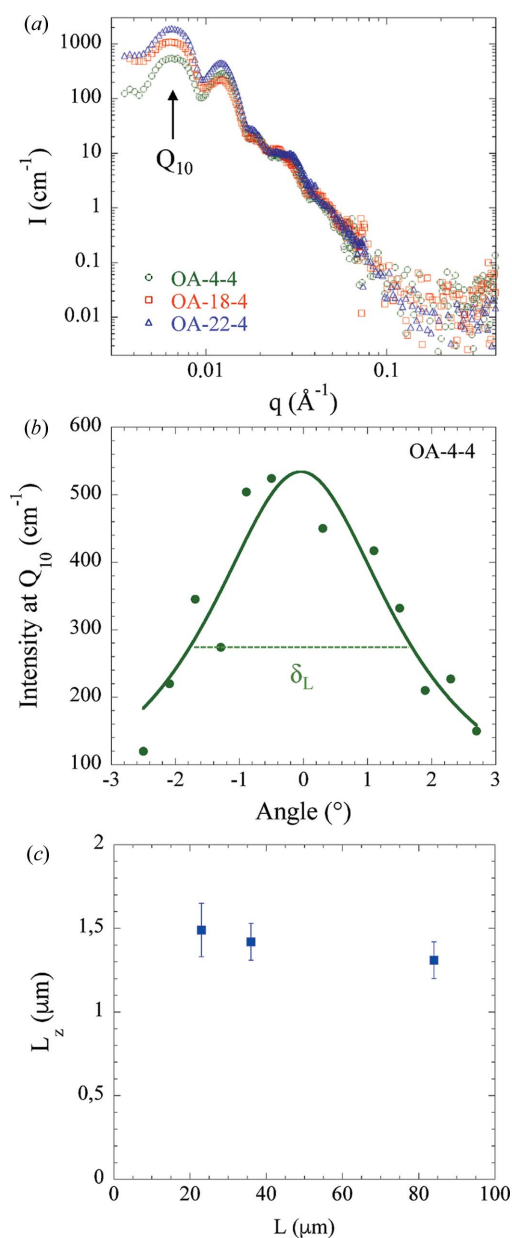 (a)
1000
100
10
1
0.1
0.01
I (cm⁻¹)
Q₁₀
OA-4-4
OA-18-4
OA-22-4
0.01 0.1
q (Å⁻¹)
(b)
OA-4-4
600
500
400
300
200
100
Intensity at Q₁₀ (cm⁻¹)
δ_L
-3 -2 -1 0 1 2 3
Angle (°)
(c)
2
1,5
1
0,5
0
L_z (μm)
0 20 40 60 80 100
L (μm)